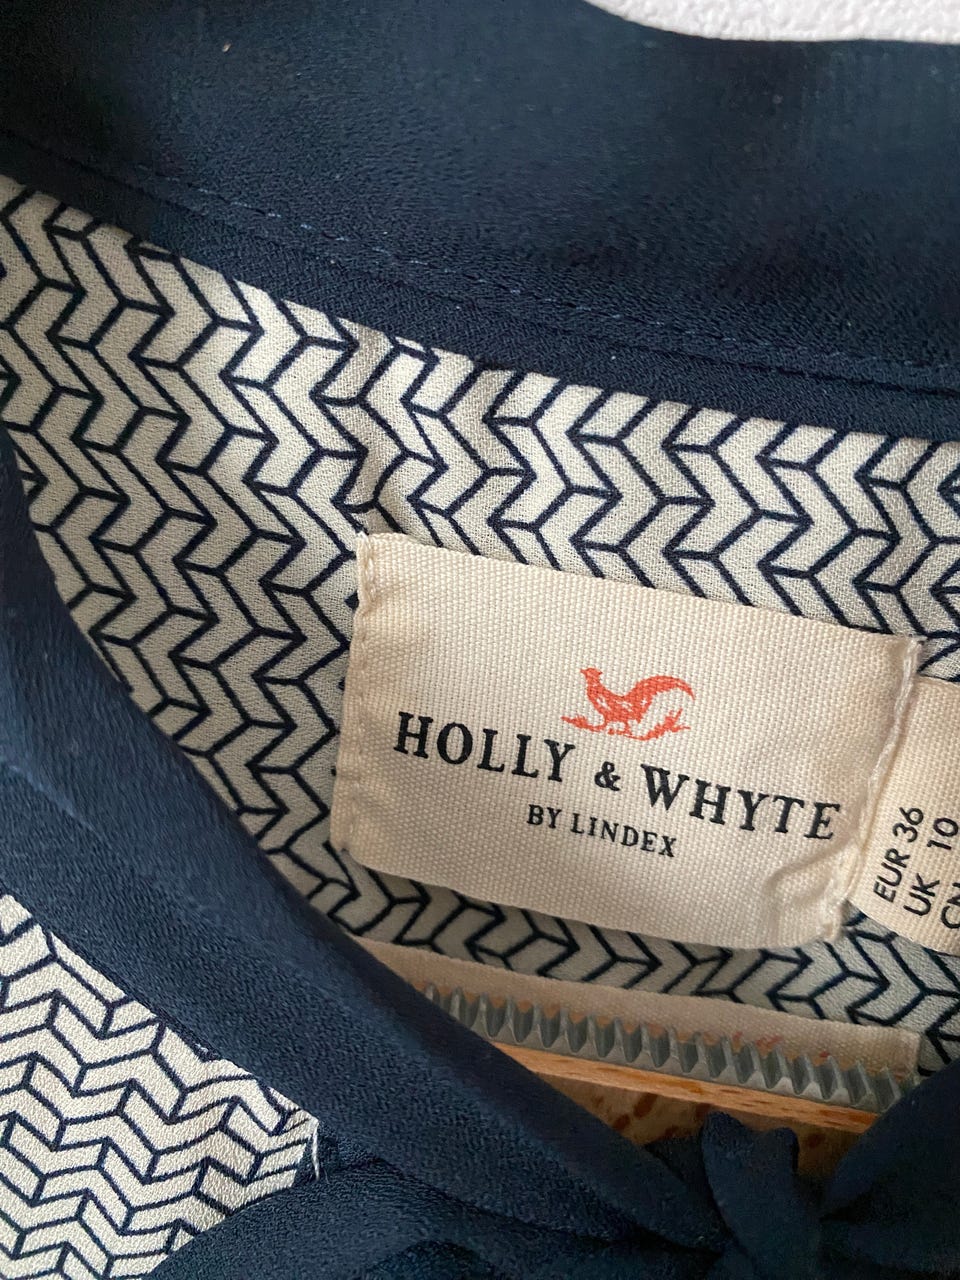 HOLLY & WHYTE
BY LINDEX
EUR 36
UK 10